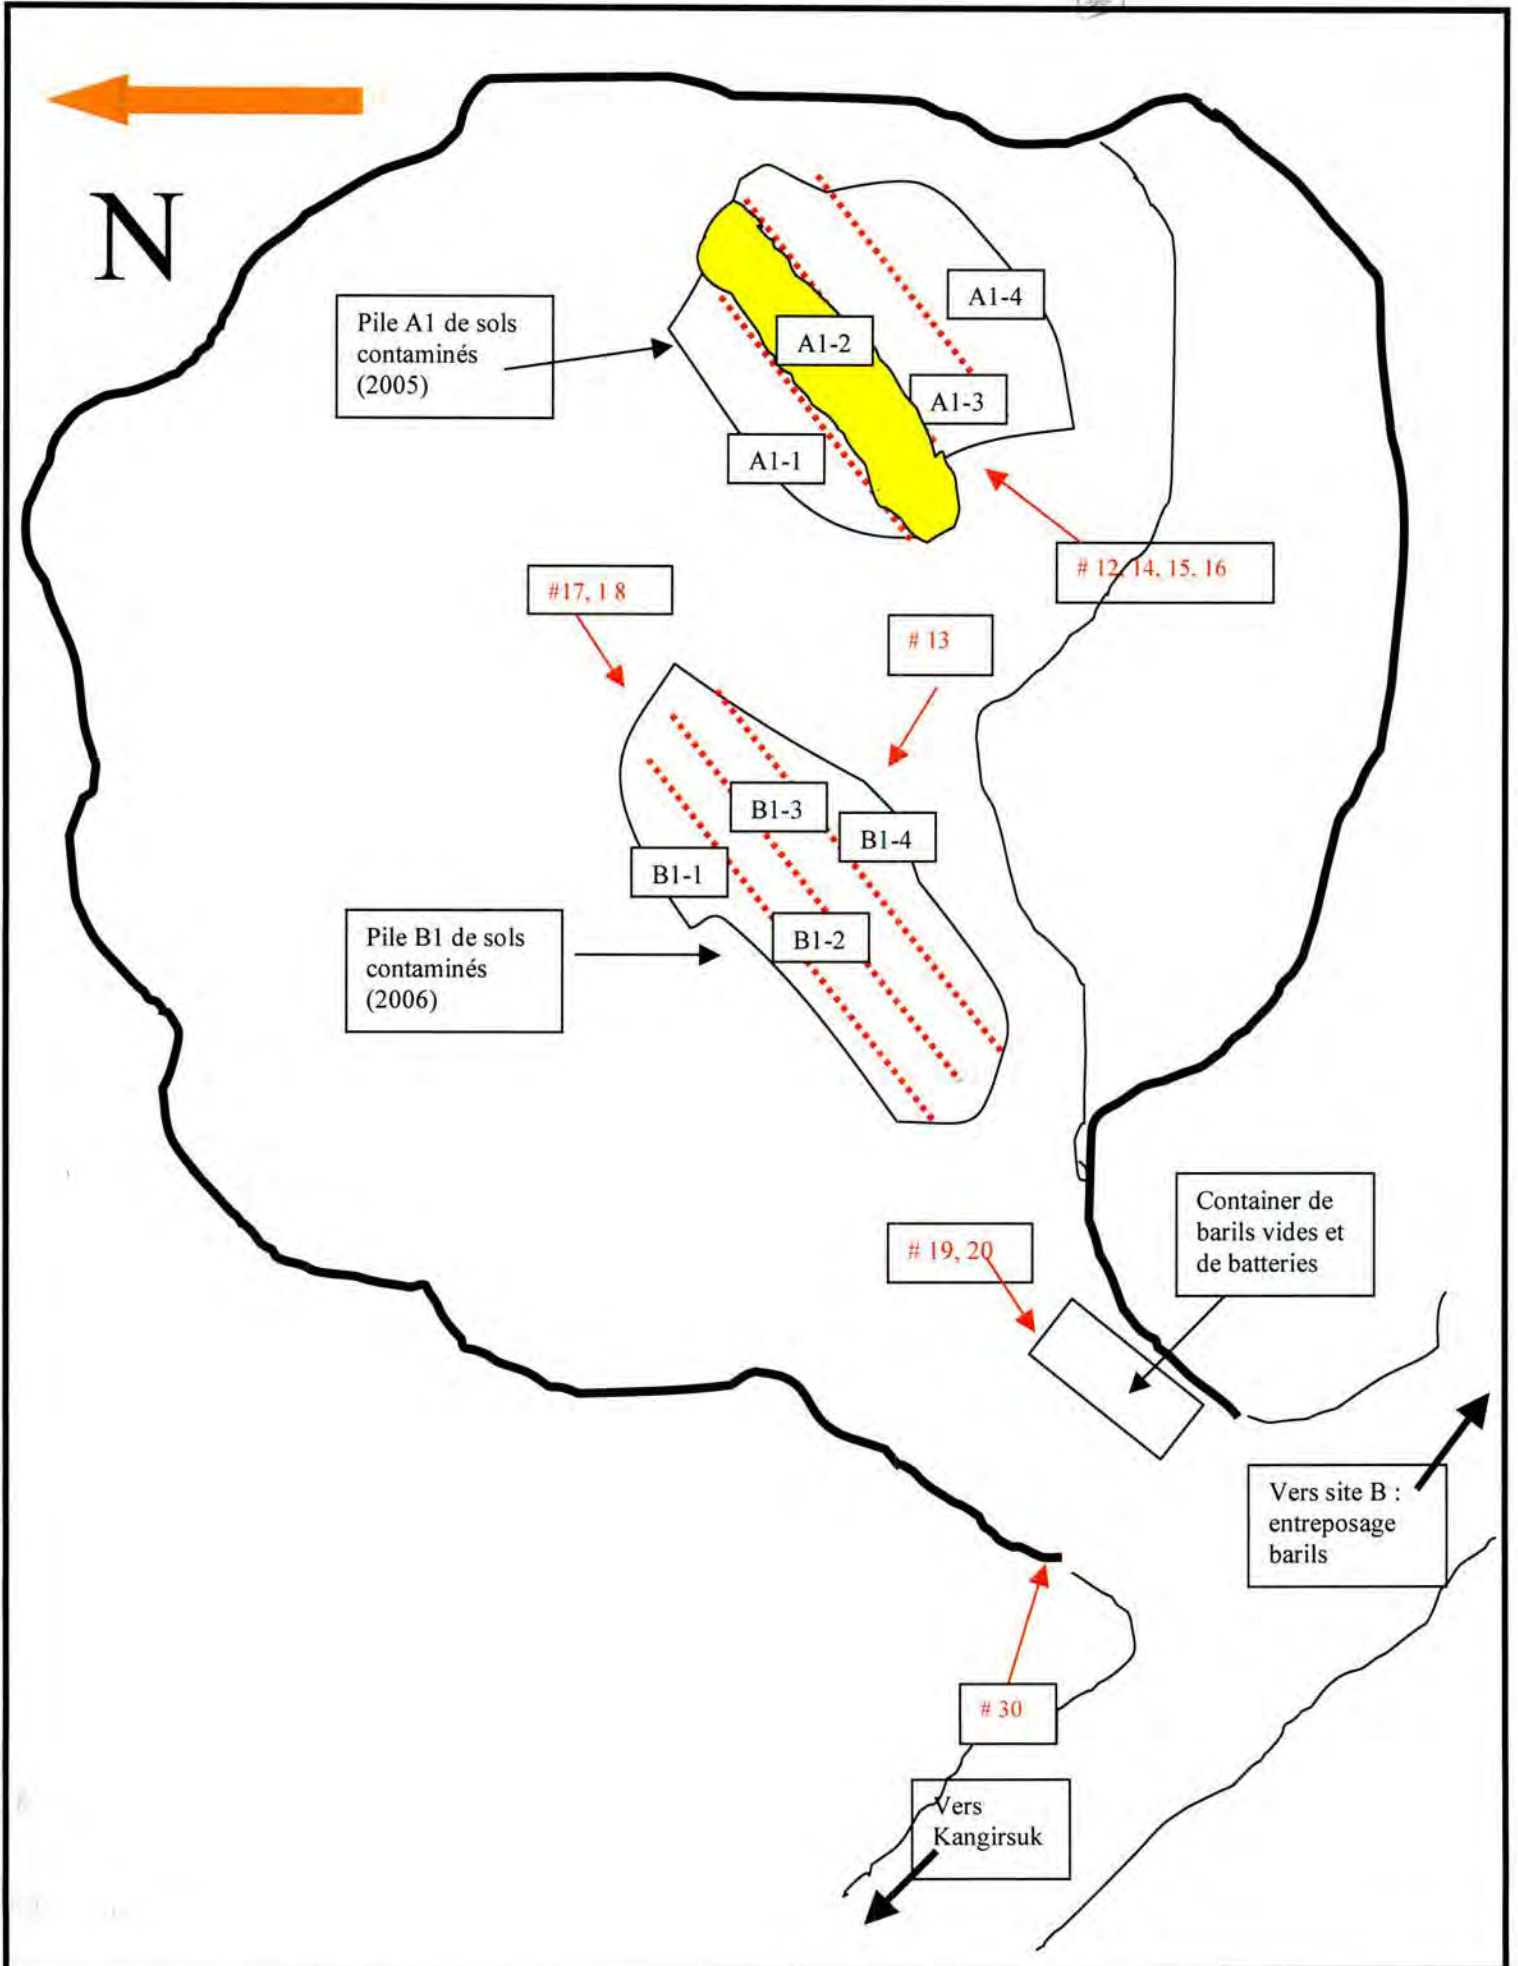 N
Pile A1 de sols
contaminés
(2005)
A1-4
A1-2
A1-3
A1-1
# 12, 14, 15, 16
#17, 1 8
# 13
B1-3
B1-4
B1-1
B1-2
Pile B1 de sols
contaminés
(2006)
Container de
barils vides et
de batteries
# 19, 20
Vers site B :
entreposage
barils
# 30
Vers
Kangirsuk